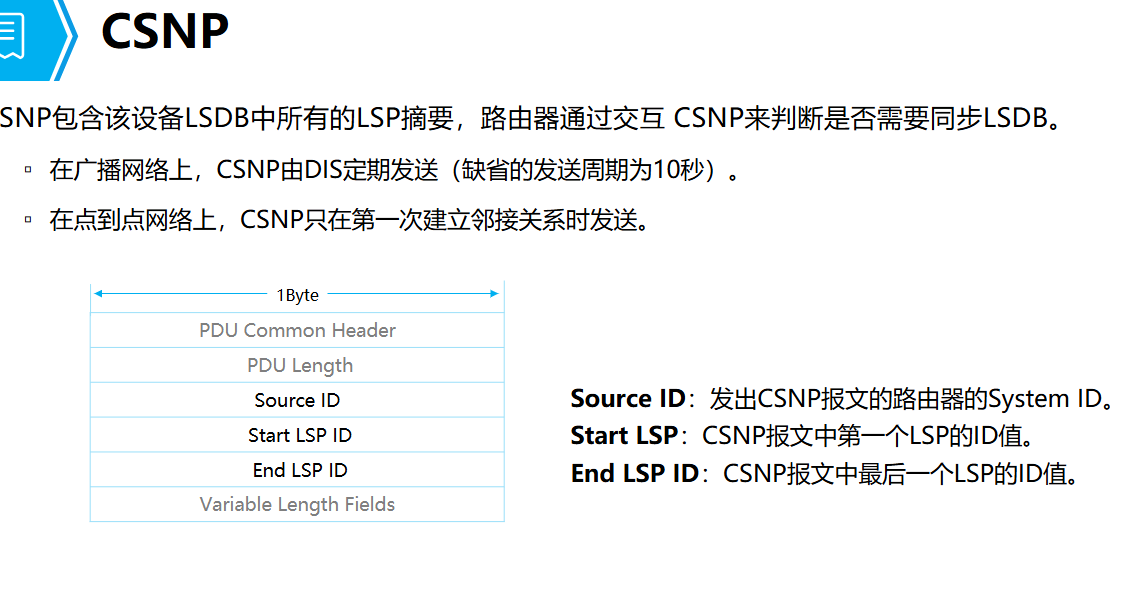 CSNP
SNP包含该设备LSDB中所有的LSP摘要，路由器通过交互 CSNP来判断是否需要同步LSDB。
▫ 在广播网络上，CSNP由DIS定期发送（缺省的发送周期为10秒）。
▫ 在点到点网络上，CSNP只在第一次建立邻接关系时发送。
1Byte
PDU Common Header
PDU Length
Source ID
Start LSP ID
End LSP ID
Variable Length Fields
Source ID：发出CSNP报文的路由器的System ID。
Start LSP：CSNP报文中第一个LSP的ID值。
End LSP ID：CSNP报文中最后一个LSP的ID值。